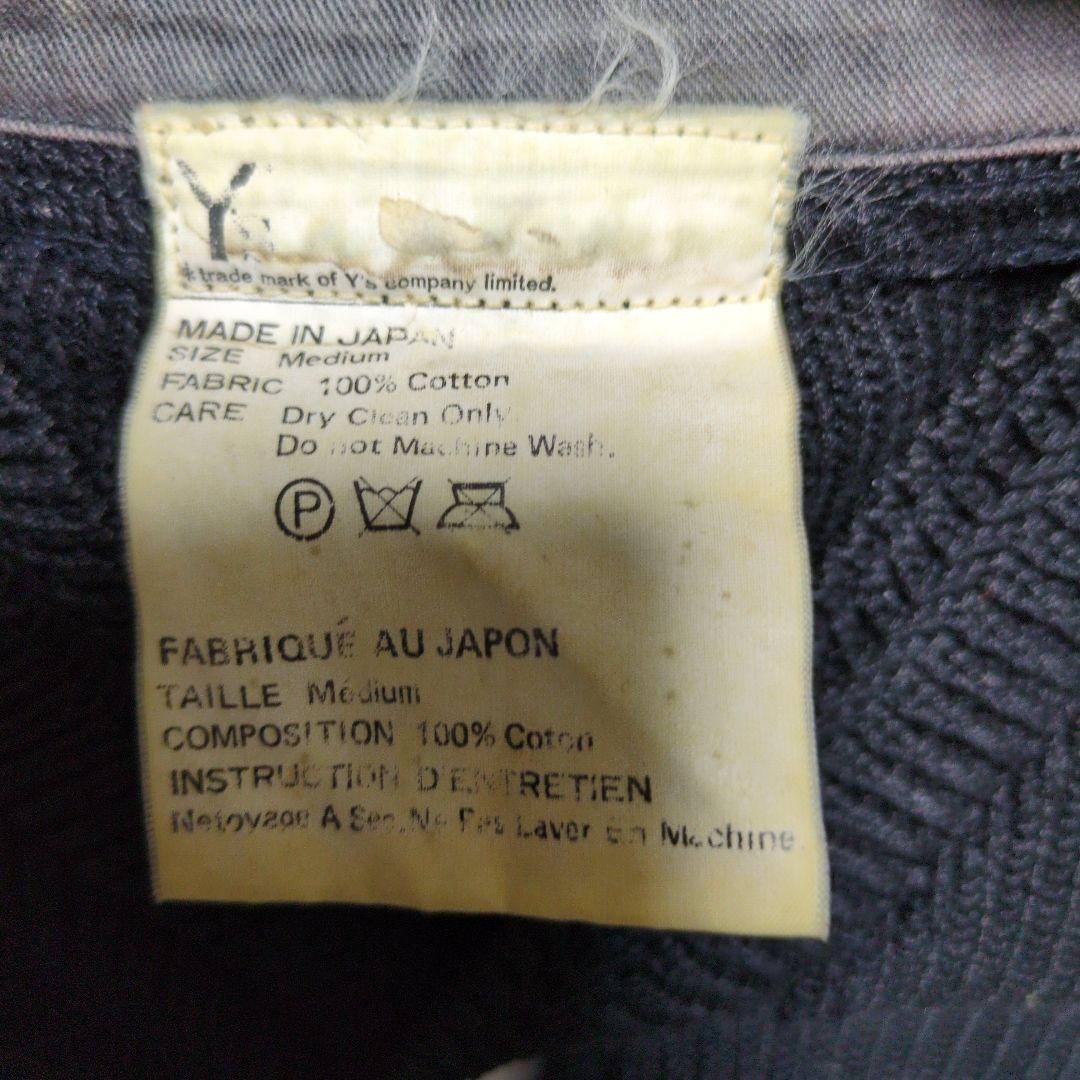 Y's
*trade mark of Y's company limited.
MADE IN JAPAN
SIZE Medium
FABRIC 100% Cotton
CARE Dry Clean Only.
Do not Machine Wash.
P
FABRIQUÉ AU JAPON
TAILLE Médium
COMPOSITION 100% Coton
INSTRUCTION D'ENTRETIEN
Netoyage A Sec. Ne Pas Laver En Machine.